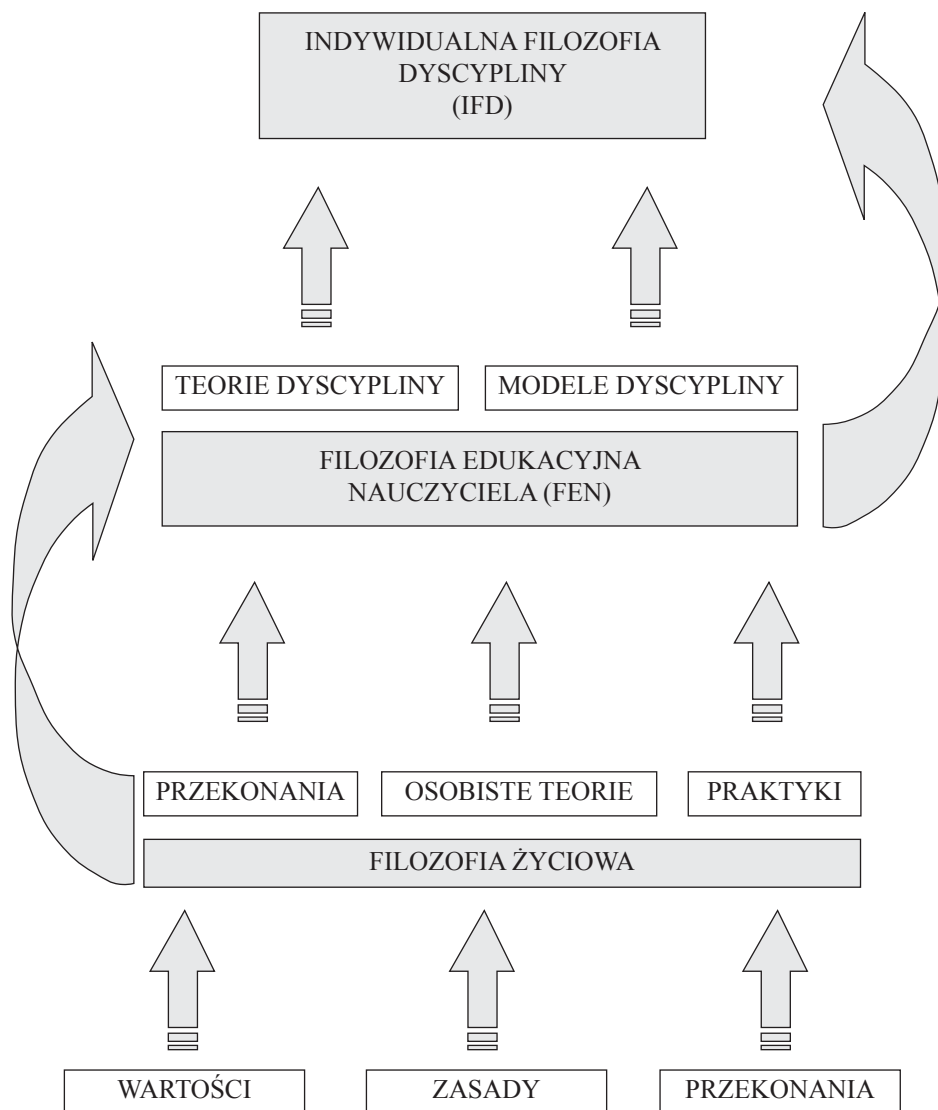 INDYWIDUALNA FILOZOFIA
DYSCYPLINY
(IFD)
TEORIE DYSCYPLINY
MODELE DYSCYPLINY
FILOZOFIA EDUKACYJNA
NAUCZYCIELA (FEN)
PRZEKONANIA
OSOBISTE TEORIE
PRAKTYKI
FILOZOFIA ŻYCIOWA
WARTOŚCI
ZASADY
PRZEKONANIA